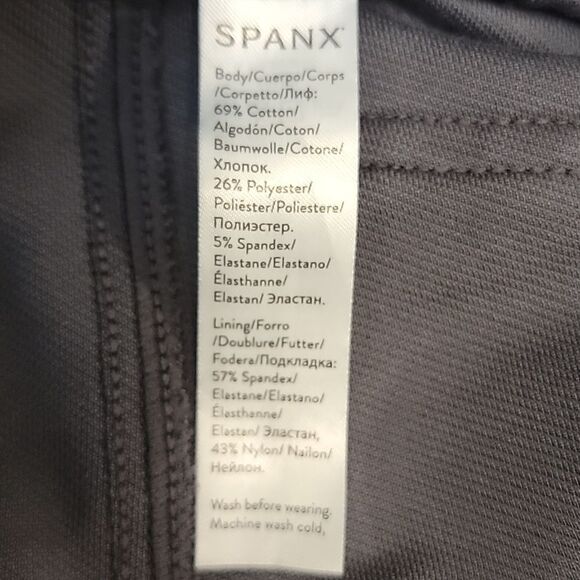 SPANX
Body/Cuerpo/Corps
/Corpetto/Лиф:
69% Cotton/
Algodón/Coton/
Baumwolle/Cotone/
Хлопок.
26% Polyester/
Poliéster/Poliestere/
Полиэстер.
5% Spandex/
Elastane/Elastano/
Élasthanne/
Elastan/ Эластан.
Lining/Forro
/Doublure/Futter/
Fodera/Подкладка:
57% Spandex/
Elastane/Elastano/
Élasthanne/
Elastan/ Эластан,
43% Nylon/ Nailon/
Нейлон.
Wash before wearing.
Machine wash cold,